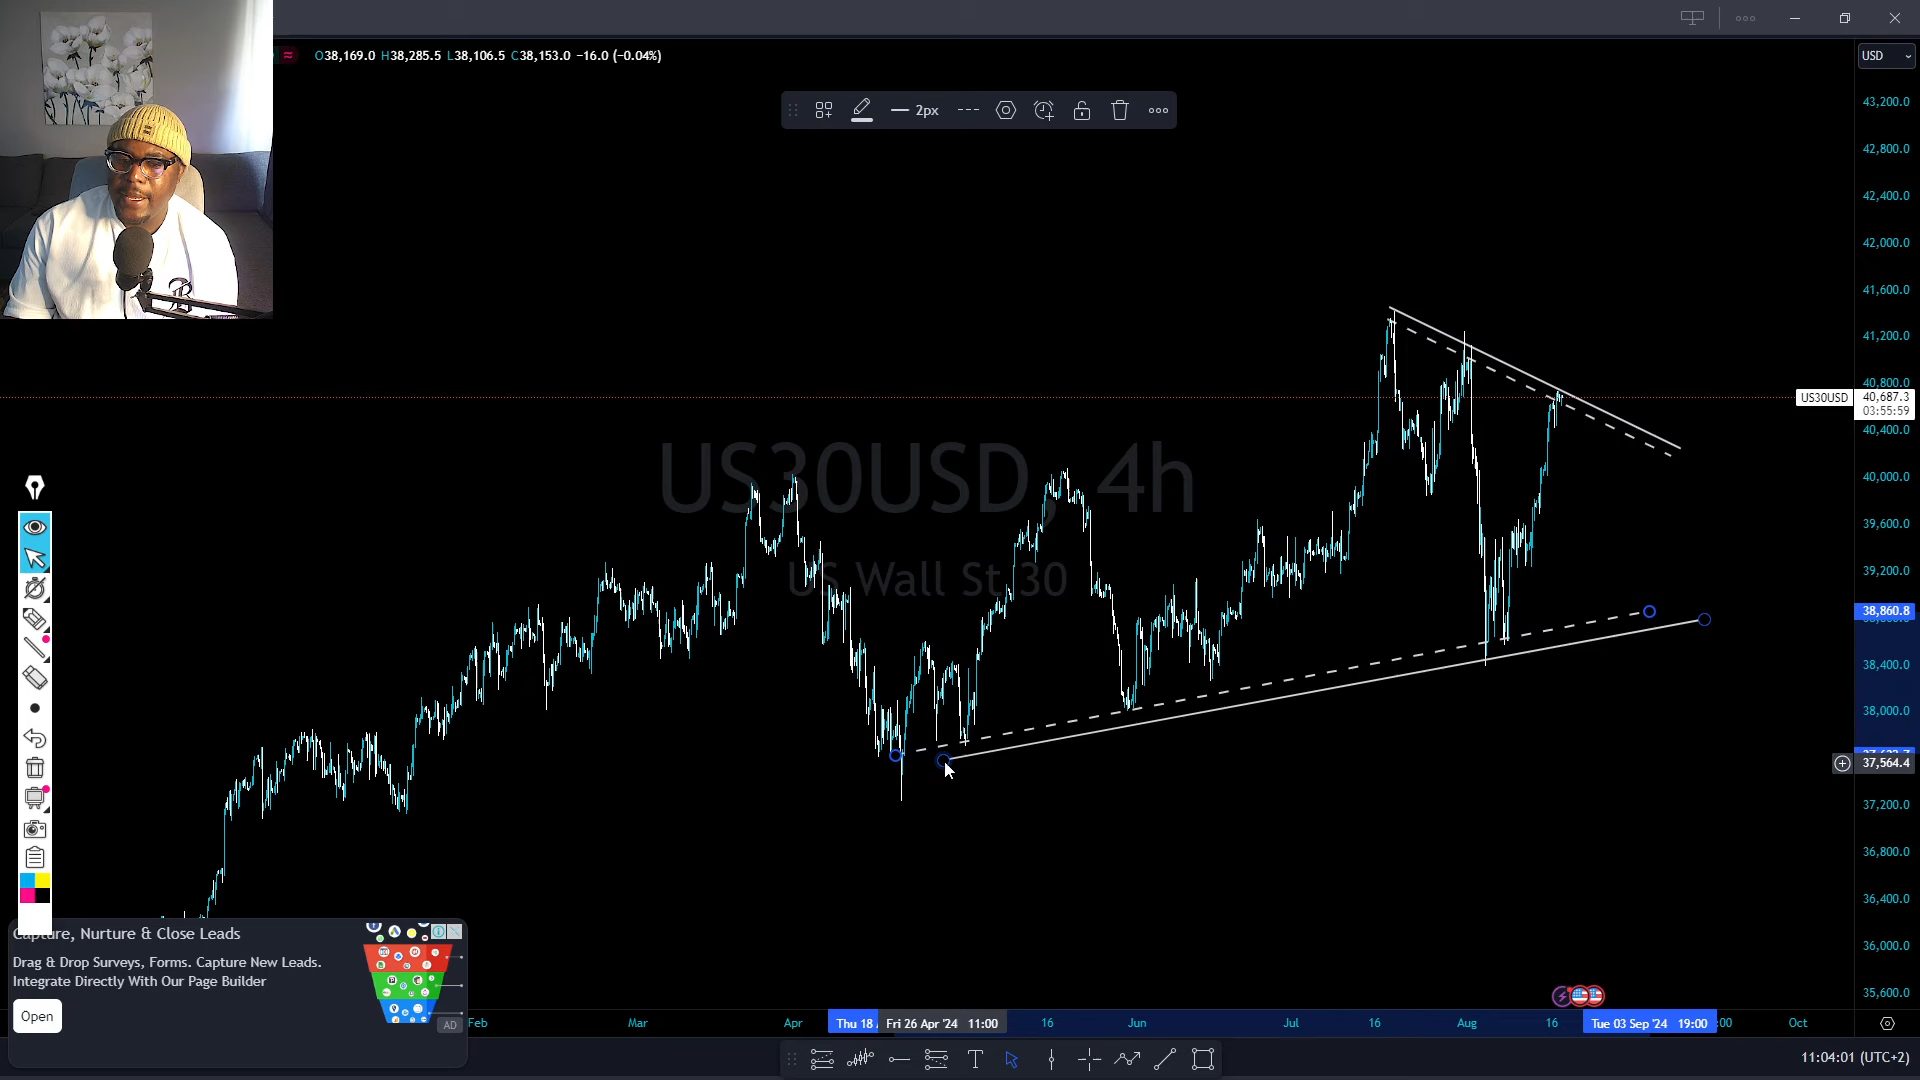 O38,169.0 H38,285.5 L38,106.5 C38,153.0 −16.0 (−0.04%)
USD
2px
43,200.0
42,800.0
42,400.0
42,000.0
41,600.0
41,200.0
40,800.0
US30USD 40,687.3
03:55:59
40,400.0
40,000.0
39,600.0
39,200.0
38,860.8
38,400.0
38,000.0
37,564.4
37,200.0
36,800.0
36,400.0
36,000.0
35,600.0
US30USD, 4h
US Wall St 30
Capture, Nurture & Close Leads
Drag & Drop Surveys, Forms. Capture New Leads.
Integrate Directly With Our Page Builder
Open
AD
Feb Mar Apr Thu 18 Fri 26 Apr '24 11:00 16 Jun Jul 16 Aug 16 Tue 03 Sep '24 19:00 :00 Oct
11:04:01 (UTC+2)